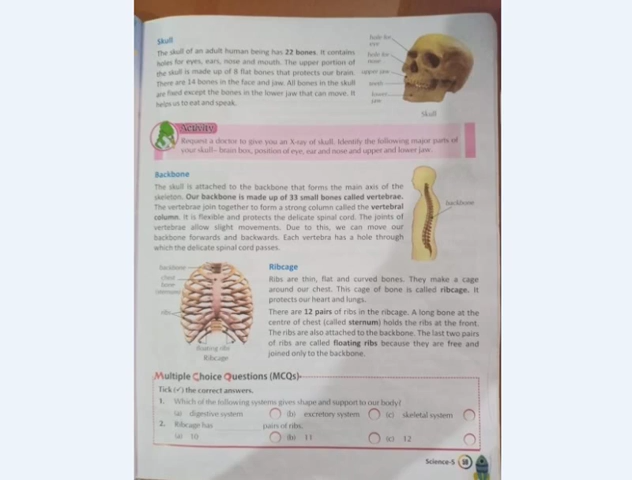 Skull
The skull of an adult human being has 22 bones. It contains
holes for eyes, ears, nose and mouth. The upper portion of
the skull is made up of 8 flat bones that protects our brain.
There are 14 bones in the face and jaw. All bones in the skull
are fixed except the bones in the lower jaw that can move. It
helps us to eat and speak.
hole for
eye
hole for
nose
upper jaw
teeth
lower
jaw
Skull
Activity
Request a doctor to give you an X-ray of skull. Identify the following major parts of
your skull– brain box, position of eye, ear and nose and upper and lower jaw.
Backbone
The skull is attached to the backbone that forms the main axis of the
skeleton. Our backbone is made up of 33 small bones called vertebrae.
The vertebrae join together to form a strong column called the vertebral
column. It is flexible and protects the delicate spinal cord. The joints of
vertebrae allow slight movements. Due to this, we can move our
backbone forwards and backwards. Each vertebra has a hole through
which the delicate spinal cord passes.
backbone
backbone
chest
bone
(sternum)
ribs
floating ribs
Ribcage
Ribcage
Ribs are thin, flat and curved bones. They make a cage
around our chest. This cage of bone is called ribcage. It
protects our heart and lungs.
There are 12 pairs of ribs in the ribcage. A long bone at the
centre of chest (called sternum) holds the ribs at the front.
The ribs are also attached to the backbone. The last two pairs
of ribs are called floating ribs because they are free and
joined only to the backbone.
Multiple Choice Questions (MCQs)
Tick (✓) the correct answers.
1. Which of the following systems gives shape and support to our body?
(a) digestive system (b) excretory system (c) skeletal system
2. Ribcage has ________ pairs of ribs.
(a) 10 (b) 11 (c) 12
Science-5